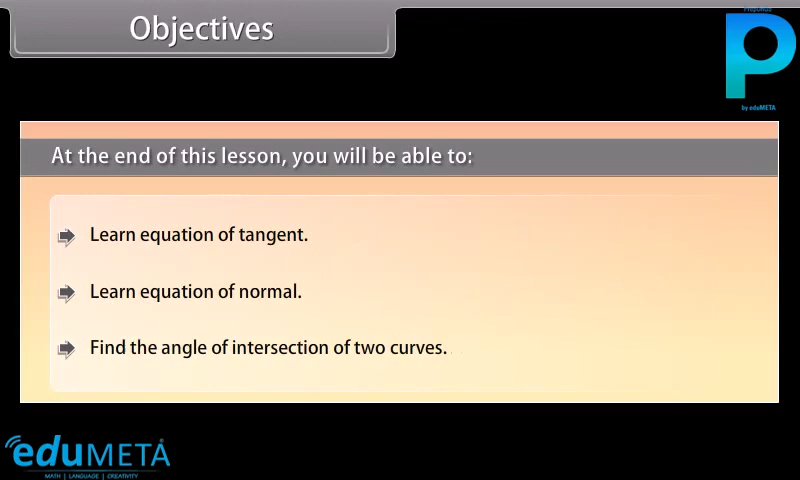 Objectives
Preponds
by eduMETA
At the end of this lesson, you will be able to:
Learn equation of tangent.
Learn equation of normal.
Find the angle of intersection of two curves.
eduMETA
MATH | LANGUAGE | CREATIVITY